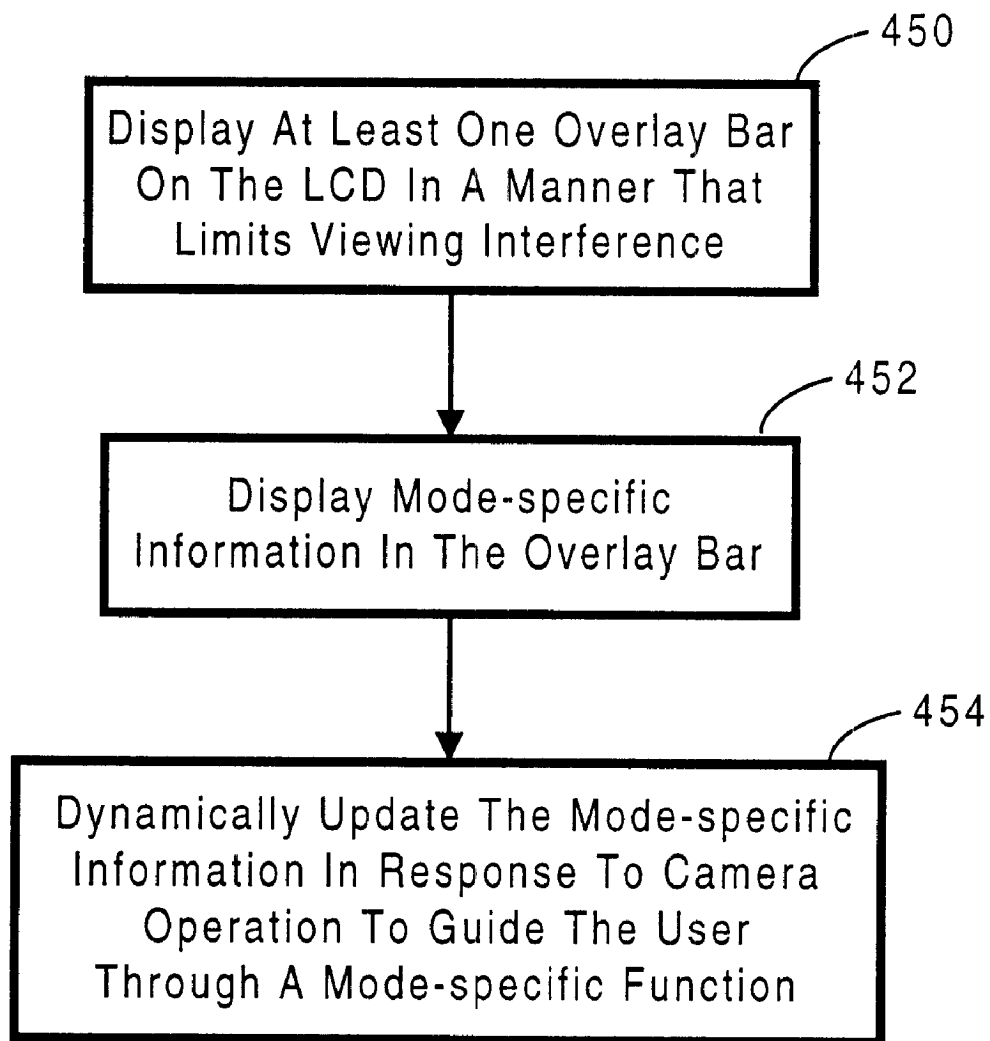 450
Display At Least One Overlay Bar
On The LCD In A Manner That
Limits Viewing Interference
452
Display Mode-specific
Information In The Overlay Bar
454
Dynamically Update The Mode-specific
Information In Response To Camera
Operation To Guide The User
Through A Mode-specific Function